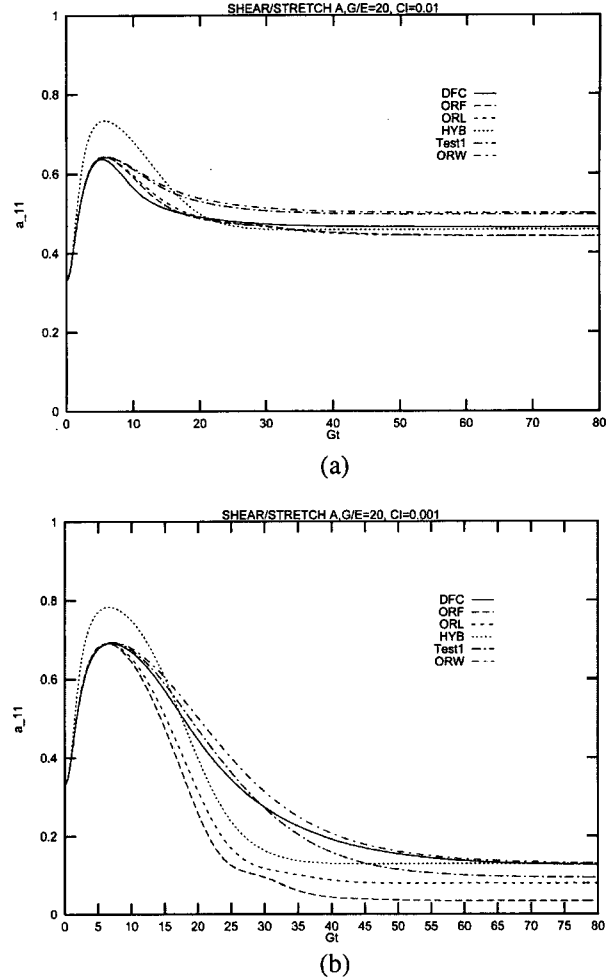 SHEAR/STRETCH A,G/E=20, CI=0.01
1
0.8
0.6
0.4
0.2
0
a_11
DFC
ORF
ORL
HYB
Test1
ORW
0 10 20 30 40 50 60 70 80
Gt
(a)
SHEAR/STRETCH A,G/E=20, CI=0.001
1
0.8
0.6
0.4
0.2
0
a_11
DFC
ORF
ORL
HYB
Test1
ORW
0 5 10 15 20 25 30 35 40 45 50 55 60 65 70 75 80
Gt
(b)